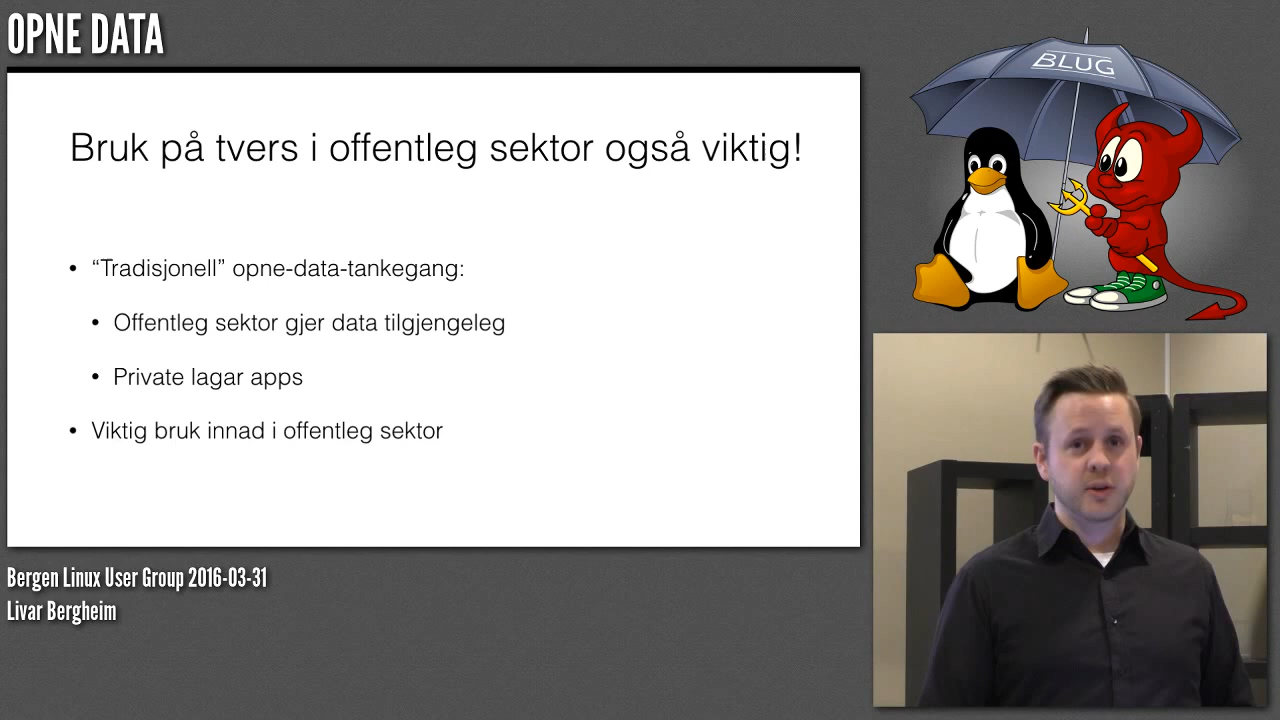 OPNE DATA
BLUG
Bruk på tvers i offentleg sektor også viktig!
• “Tradisjonell” opne-data-tankegang:
• Offentleg sektor gjer data tilgjengeleg
• Private lagar apps
• Viktig bruk innad i offentleg sektor
Bergen Linux User Group 2016-03-31
Livar Bergheim